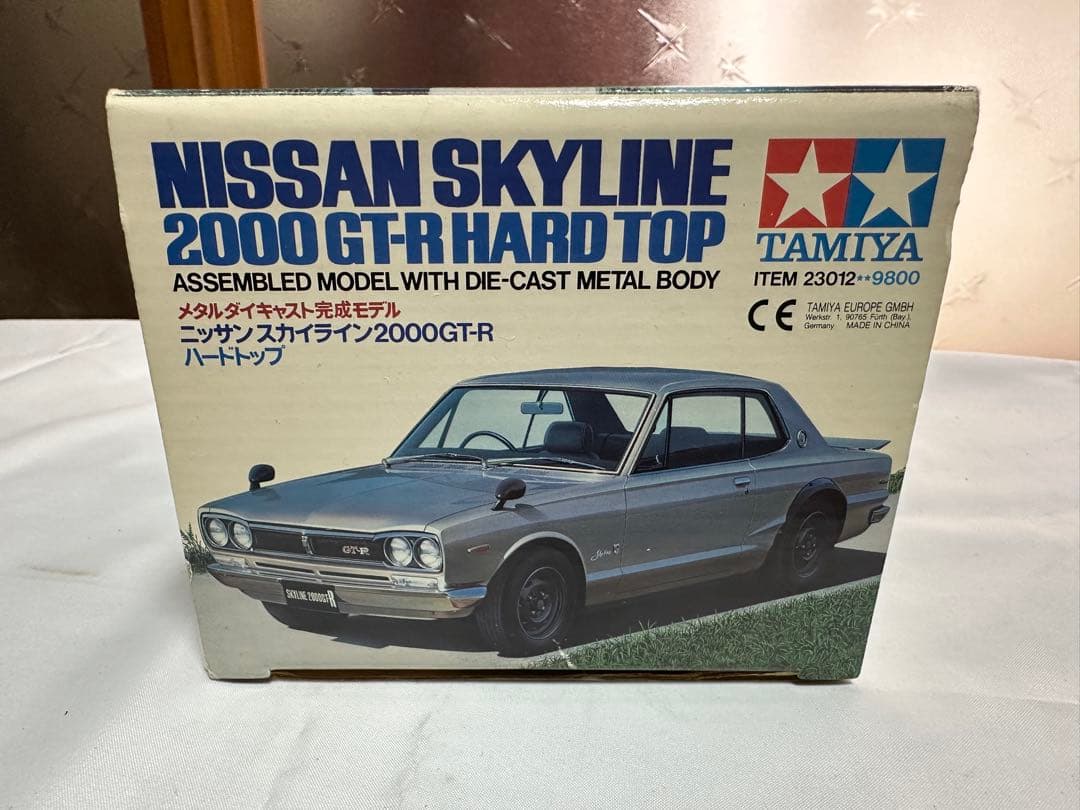 NISSAN SKYLINE
2000 GT-R HARD TOP
ASSEMBLED MODEL WITH DIE-CAST METAL BODY
メタルダイキャスト完成モデル
ニッサン スカイライン2000GT-R
ハードトップ
TAMIYA
ITEM 23012**9800
CE TAMIYA EUROPE GMBH
Werkstr. 1, 90765 Fürth (Bay.),
Germany MADE IN CHINA
GT-R
SKYLINE 2000GTR